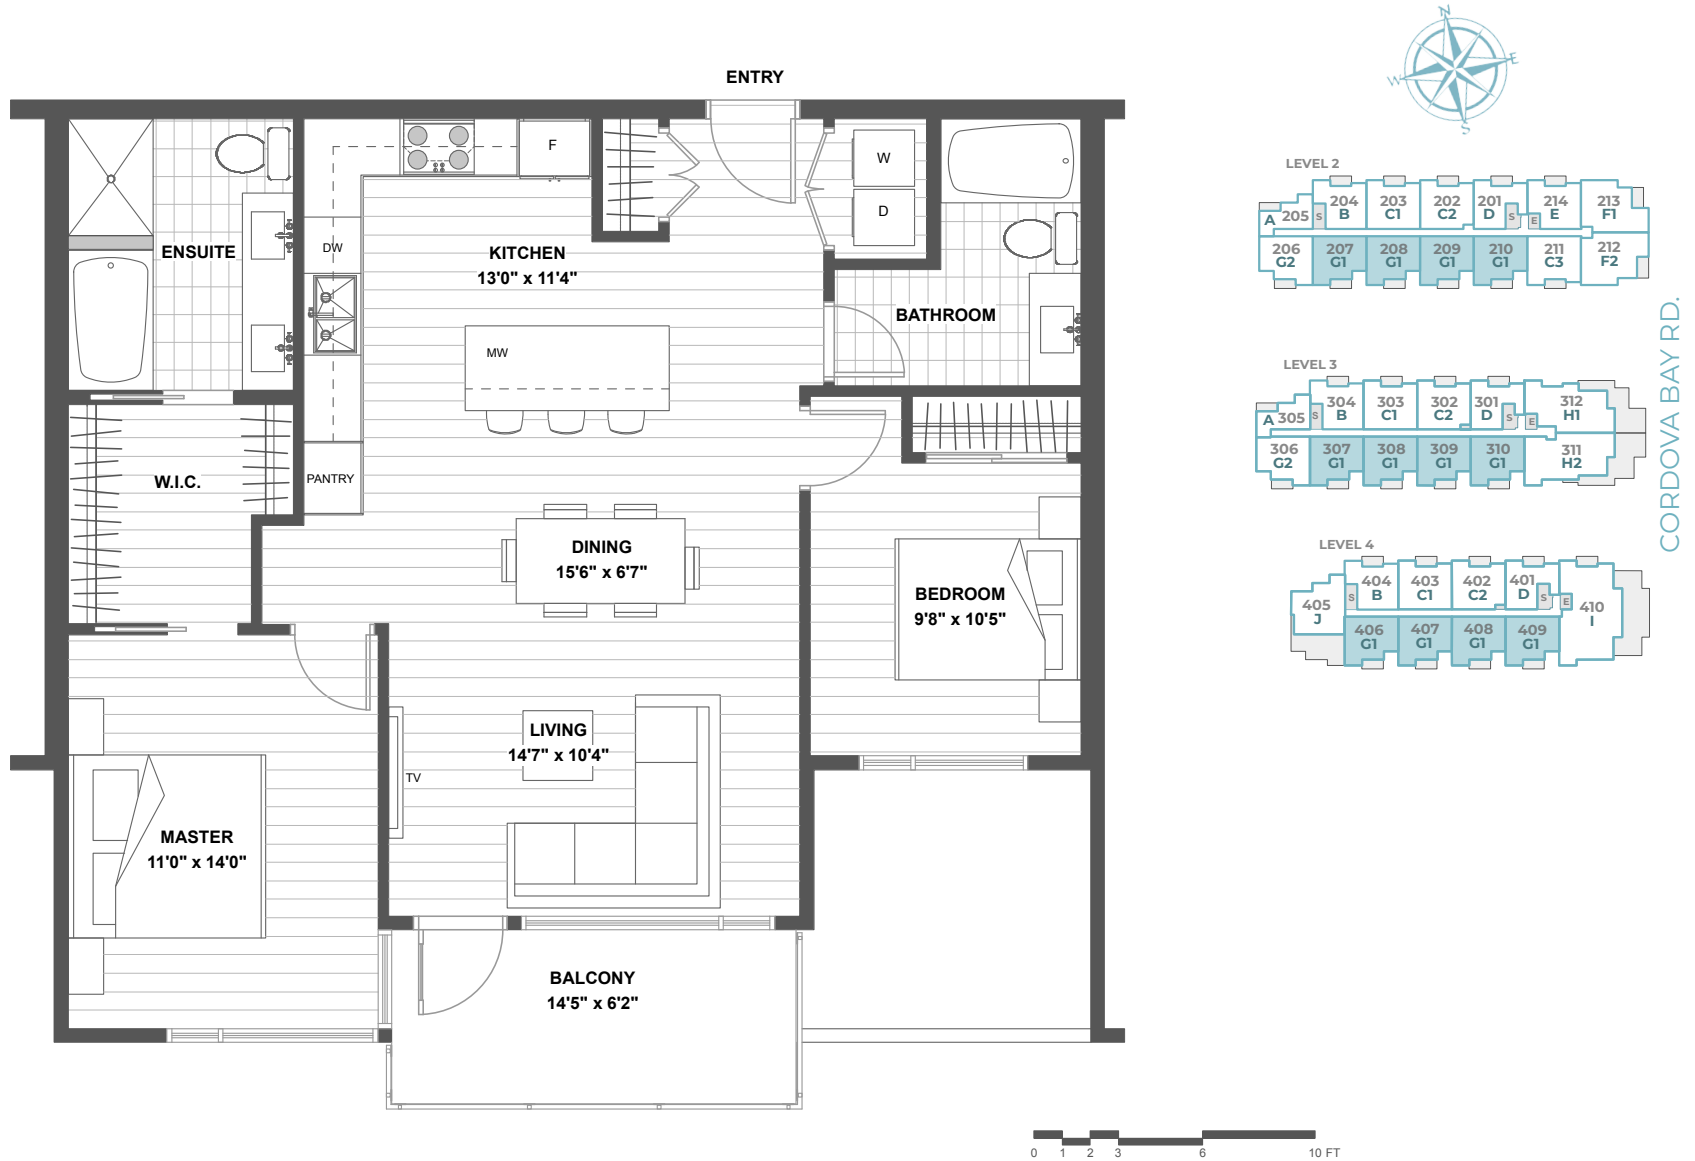 ENTRY
F
W
D
DW
ENSUITE
KITCHEN
13'0" x 11'4"
BATHROOM
MW
W.I.C.
PANTRY
DINING
15'6" x 6'7"
BEDROOM
9'8" x 10'5"
LIVING
14'7" x 10'4"
TV
MASTER
11'0" x 14'0"
BALCONY
14'5" x 6'2"
0 1 2 3 6 10 FT
N
E
S
W
LEVEL 2
A 205
S
204
B
203
C1
202
C2
201
D
S
E
214
E
213
F1
206
G2
207
G1
208
G1
209
G1
210
G1
211
C3
212
F2
LEVEL 3
A 305
S
304
B
303
C1
302
C2
301
D
S
E
312
H1
306
G2
307
G1
308
G1
309
G1
310
G1
311
H2
LEVEL 4
405
J
S
404
B
403
C1
402
C2
401
D
S
E
410
I
406
G1
407
G1
408
G1
409
G1
CORDOVA BAY RD.